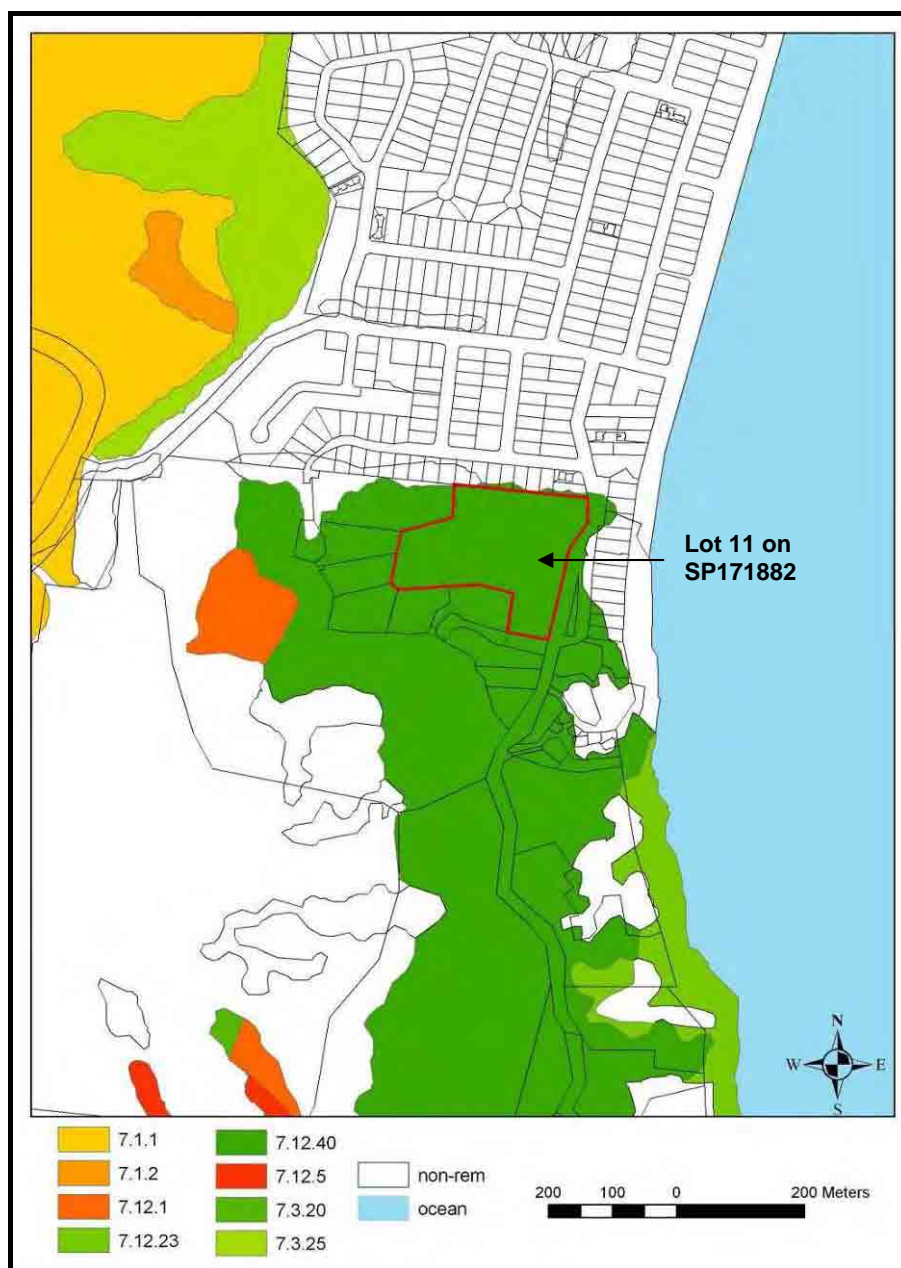 Lot 11 on
SP171882
N
W E
S
7.1.1
7.1.2
7.12.1
7.12.23
7.12.40
7.12.5
7.3.20
7.3.25
non-rem
ocean
200 100 0 200 Meters